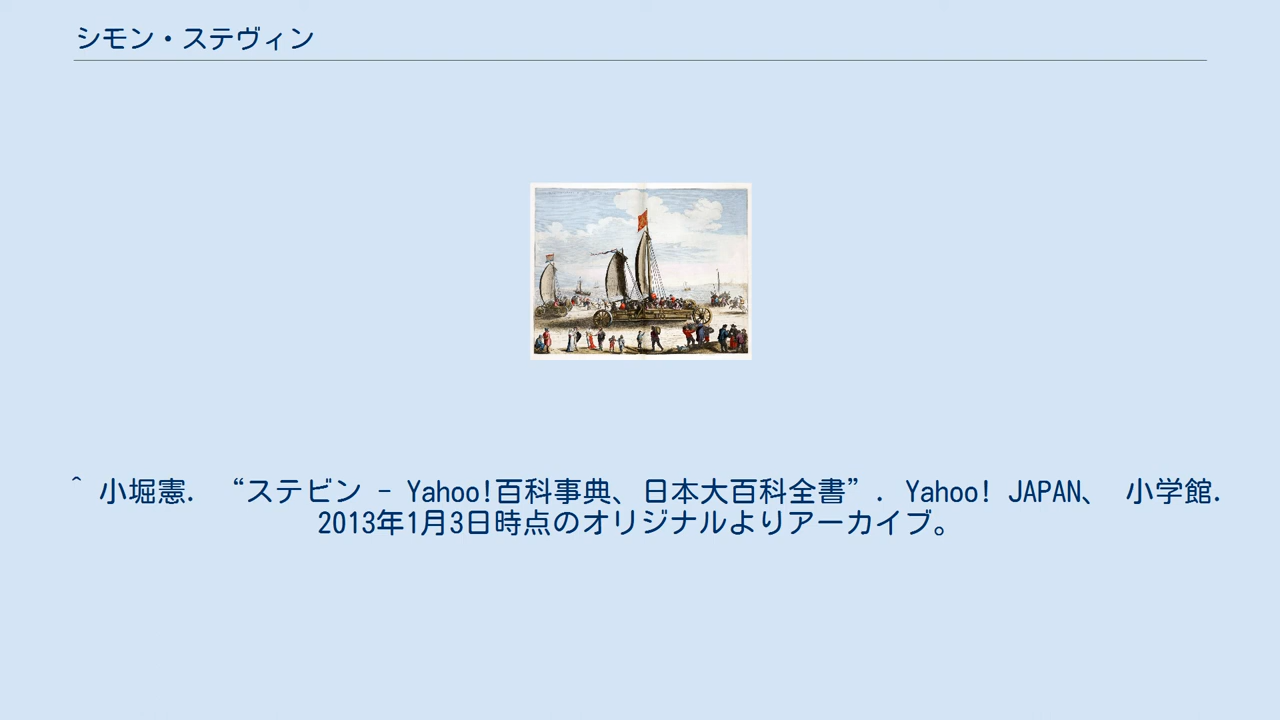 シモン・ステヴィン
^ 小堀憲. “ステビン - Yahoo!百科事典、日本大百科全書”. Yahoo! JAPAN、 小学館.
2013年1月3日時点のオリジナルよりアーカイブ。